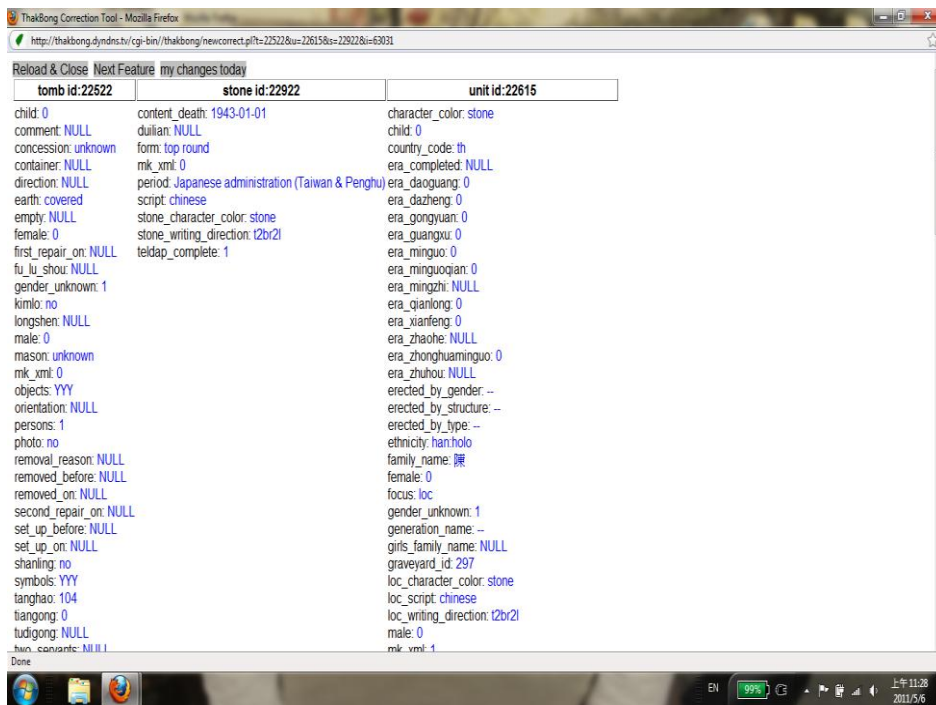 ThakBong Correction Tool - Mozilla Firefox
http://thakbong.dyndns.tv/cgi-bin//thakbong/newcorrect.pl?t=22522&u=22615&s=22922&i=63031
Reload & Close Next Feature my changes today
tomb id:22522
child: 0
comment: NULL
concession: unknown
container: NULL
direction: NULL
earth: covered
empty: NULL
female: 0
first_repair_on: NULL
fu_lu_shou: NULL
gender_unknown: 1
kimlo: no
longshen: NULL
male: 0
mason: unknown
mk_xml: 0
objects: YYY
orientation: NULL
persons: 1
photo: no
removal_reason: NULL
removed_before: NULL
removed_on: NULL
second_repair_on: NULL
set_up_before: NULL
set_up_on: NULL
shanling: no
symbols: YYY
tanghao: 104
tiangong: 0
tudigong: NULL
two_servants: NULL
stone id:22922
content_death: 1943-01-01
duilian: NULL
form: top round
mk_xml: 0
period: Japanese administration (Taiwan & Penghu)
script: chinese
stone_character_color: stone
stone_writing_direction: t2br2l
teldap_complete: 1
unit id:22615
character_color: stone
child: 0
country_code: th
era_completed: NULL
era_daoguang: 0
era_dazheng: 0
era_gongyuan: 0
era_guangxu: 0
era_minguo: 0
era_minguoqian: 0
era_mingzhi: NULL
era_qianlong: 0
era_xianfeng: 0
era_zhaohe: NULL
era_zhonghuaminguo: 0
era_zhuhou: NULL
erected_by_gender: --
erected_by_structure: --
erected_by_type: --
ethnicity: han:holo
family_name: 陳
female: 0
focus: loc
gender_unknown: 1
generation_name: --
girls_family_name: NULL
graveyard_id: 297
loc_character_color: stone
loc_script: chinese
loc_writing_direction: t2br2l
male: 0
mk_xml: 1
Done
EN
99%
上午 11:28
2011/5/6